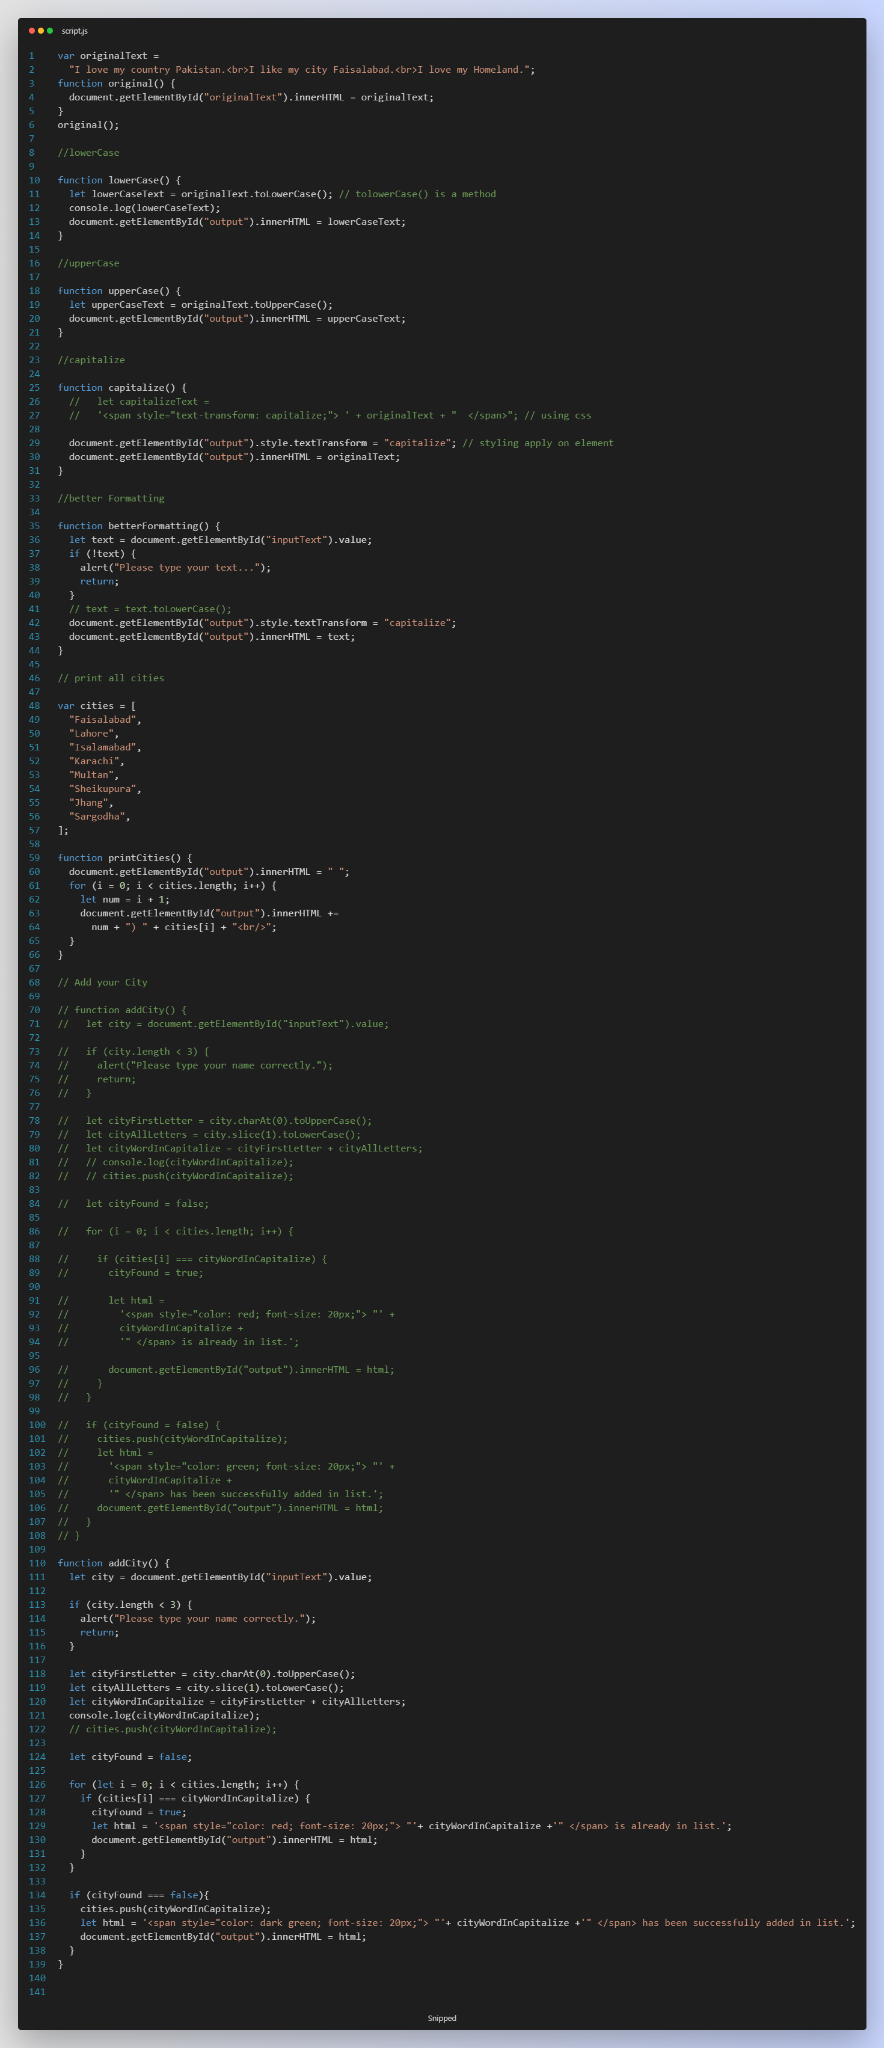 script.js
1 var originalText =
2   "I love my country Pakistan.<br>I like my city Faisalabad.<br>I love my Homeland.";
3 function original() {
4   document.getElementById("originalText").innerHTML = originalText;
5 }
6 original();
7
8 //lowerCase
9
10 function lowerCase() {
11   let lowerCaseText = originalText.toLowerCase(); // tolowerCase() is a method
12   console.log(lowerCaseText);
13   document.getElementById("output").innerHTML = lowerCaseText;
14 }
15
16 //upperCase
17
18 function upperCase() {
19   let upperCaseText = originalText.toUpperCase();
20   document.getElementById("output").innerHTML = upperCaseText;
21 }
22
23 //capitalize
24
25 function capitalize() {
26   //   let capitalizeText =
27   //   '<span style="text-transform: capitalize;"> ' + originalText + "  </span>"; // using css
28
29   document.getElementById("output").style.textTransform = "capitalize"; // styling apply on element
30   document.getElementById("output").innerHTML = originalText;
31 }
32
33 //better Formatting
34
35 function betterFormatting() {
36   let text = document.getElementById("inputText").value;
37   if (!text) {
38     alert("Please type your text...");
39     return;
40   }
41   // text = text.toLowerCase();
42   document.getElementById("output").style.textTransform = "capitalize";
43   document.getElementById("output").innerHTML = text;
44 }
45
46 // print all cities
47
48 var cities = [
49   "Faisalabad",
50   "Lahore",
51   "Isalamabad",
52   "Karachi",
53   "Multan",
54   "Sheikupura",
55   "Jhang",
56   "Sargodha",
57 ];
58
59 function printCities() {
60   document.getElementById("output").innerHTML = " ";
61   for (i = 0; i < cities.length; i++) {
62     let num = i + 1;
63     document.getElementById("output").innerHTML +=
64       num + ") " + cities[i] + "<br/>";
65   }
66 }
67
68 // Add your City
69
70 // function addCity() {
71 //   let city = document.getElementById("inputText").value;
72
73 //   if (city.length < 3) {
74 //     alert("Please type your name correctly.");
75 //     return;
76 //   }
77
78 //   let cityFirstLetter = city.charAt(0).toUpperCase();
79 //   let cityAllLetters = city.slice(1).toLowerCase();
80 //   let cityWordInCapitalize = cityFirstLetter + cityAllLetters;
81 //   // console.log(cityWordInCapitalize);
82 //   // cities.push(cityWordInCapitalize);
83
84 //   let cityFound = false;
85
86 //   for (i = 0; i < cities.length; i++) {
87
88 //     if (cities[i] === cityWordInCapitalize) {
89 //       cityFound = true;
90
91 //       let html =
92 //         '<span style="color: red; font-size: 20px;"> "' +
93 //         cityWordInCapitalize +
94 //         '" </span> is already in list.';
95
96 //       document.getElementById("output").innerHTML = html;
97 //     }
98 //   }
99
100 //   if (cityFound = false) {
101 //     cities.push(cityWordInCapitalize);
102 //     let html =
103 //       '<span style="color: green; font-size: 20px;"> "' +
104 //       cityWordInCapitalize +
105 //       '" </span> has been successfully added in list.';
106 //     document.getElementById("output").innerHTML = html;
107 //   }
108 // }
109
110 function addCity() {
111   let city = document.getElementById("inputText").value;
112
113   if (city.length < 3) {
114     alert("Please type your name correctly.");
115     return;
116   }
117
118   let cityFirstLetter = city.charAt(0).toUpperCase();
119   let cityAllLetters = city.slice(1).toLowerCase();
120   let cityWordInCapitalize = cityFirstLetter + cityAllLetters;
121   console.log(cityWordInCapitalize);
122   // cities.push(cityWordInCapitalize);
123
124   let cityFound = false;
125
126   for (let i = 0; i < cities.length; i++) {
127     if (cities[i] === cityWordInCapitalize) {
128       cityFound = true;
129       let html = '<span style="color: red; font-size: 20px;"> "'+ cityWordInCapitalize +'" </span> is already in list.';
130       document.getElementById("output").innerHTML = html;
131     }
132   }
133
134   if (cityFound === false){
135     cities.push(cityWordInCapitalize);
136     let html = '<span style="color: dark green; font-size: 20px;"> "'+ cityWordInCapitalize +'" </span> has been successfully added in list.';
137     document.getElementById("output").innerHTML = html;
138   }
139 }
140
141
Snipped